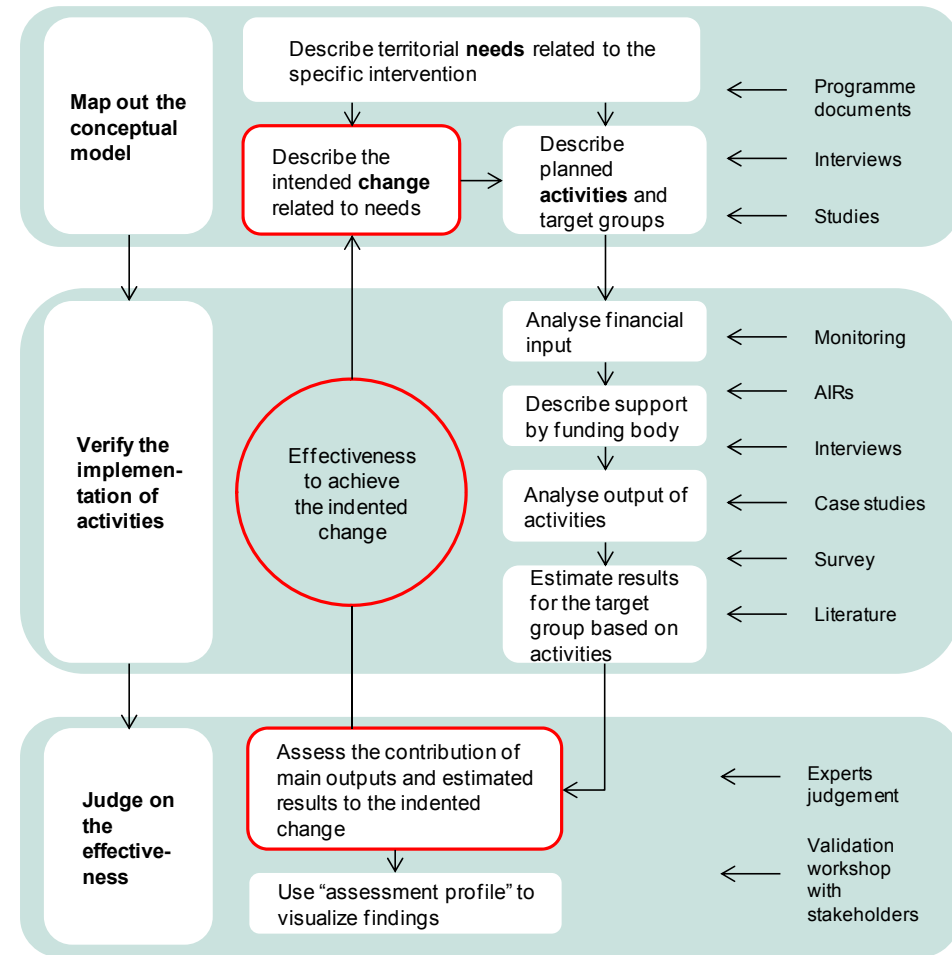 Map out the
conceptual
model
Describe territorial needs related to the
specific intervention
Describe the
intended change
related to needs
Describe
planned
activities and
target groups
Programme
documents
Interviews
Studies
Verify the
implemen-
tation of
activities
Effectiveness
to achieve
the indented
change
Analyse financial
input
Describe support
by funding body
Analyse output of
activities
Estimate results
for the target
group based on
activities
Monitoring
AIRs
Interviews
Case studies
Survey
Literature
Judge on
the
effective-
ness
Assess the contribution of
main outputs and estimated
results to the indented
change
Use “assessment profile” to
visualize findings
Experts
judgement
Validation
workshop
with
stakeholders